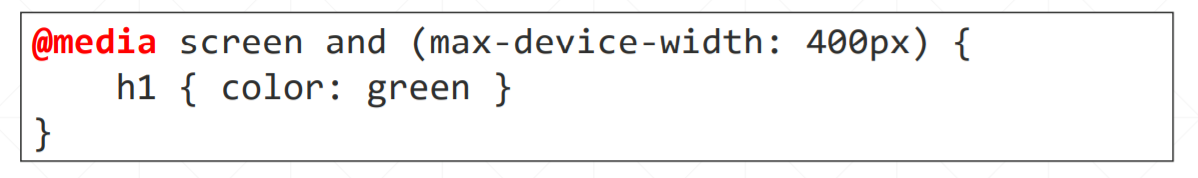 @media screen and (max-device-width: 400px) {
    h1 { color: green }
}